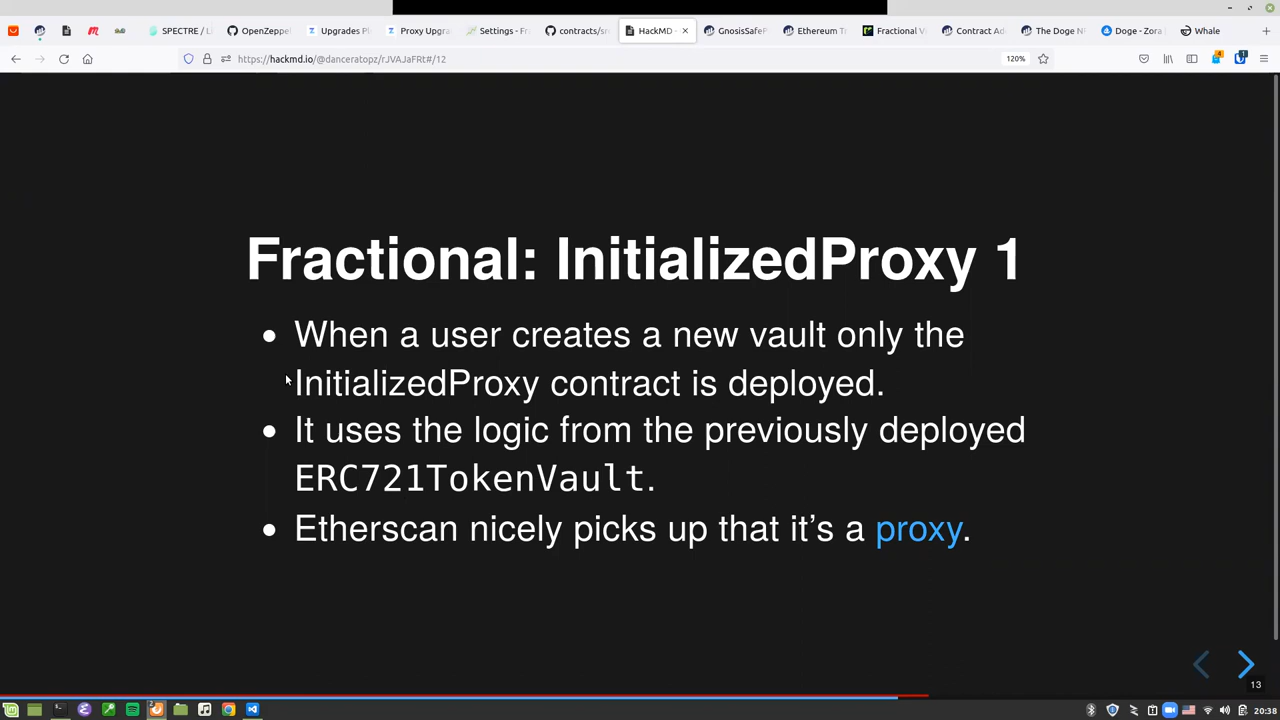 SPECTRE / L
OpenZeppel
Upgrades Pl
Proxy Upgra
Settings - Fra
contracts/src
HackMD -
GnosisSafeP
Ethereum T
Fractional V
Contract Ad
The Doge N
Doge - Zora
Whale
https://hackmd.io/@danceratopz/rJVAJaFRt#/12
120%
Fractional: InitializedProxy 1
When a user creates a new vault only the
InitializedProxy contract is deployed.
It uses the logic from the previously deployed
ERC721TokenVault.
Etherscan nicely picks up that it’s a proxy.
13
20:38